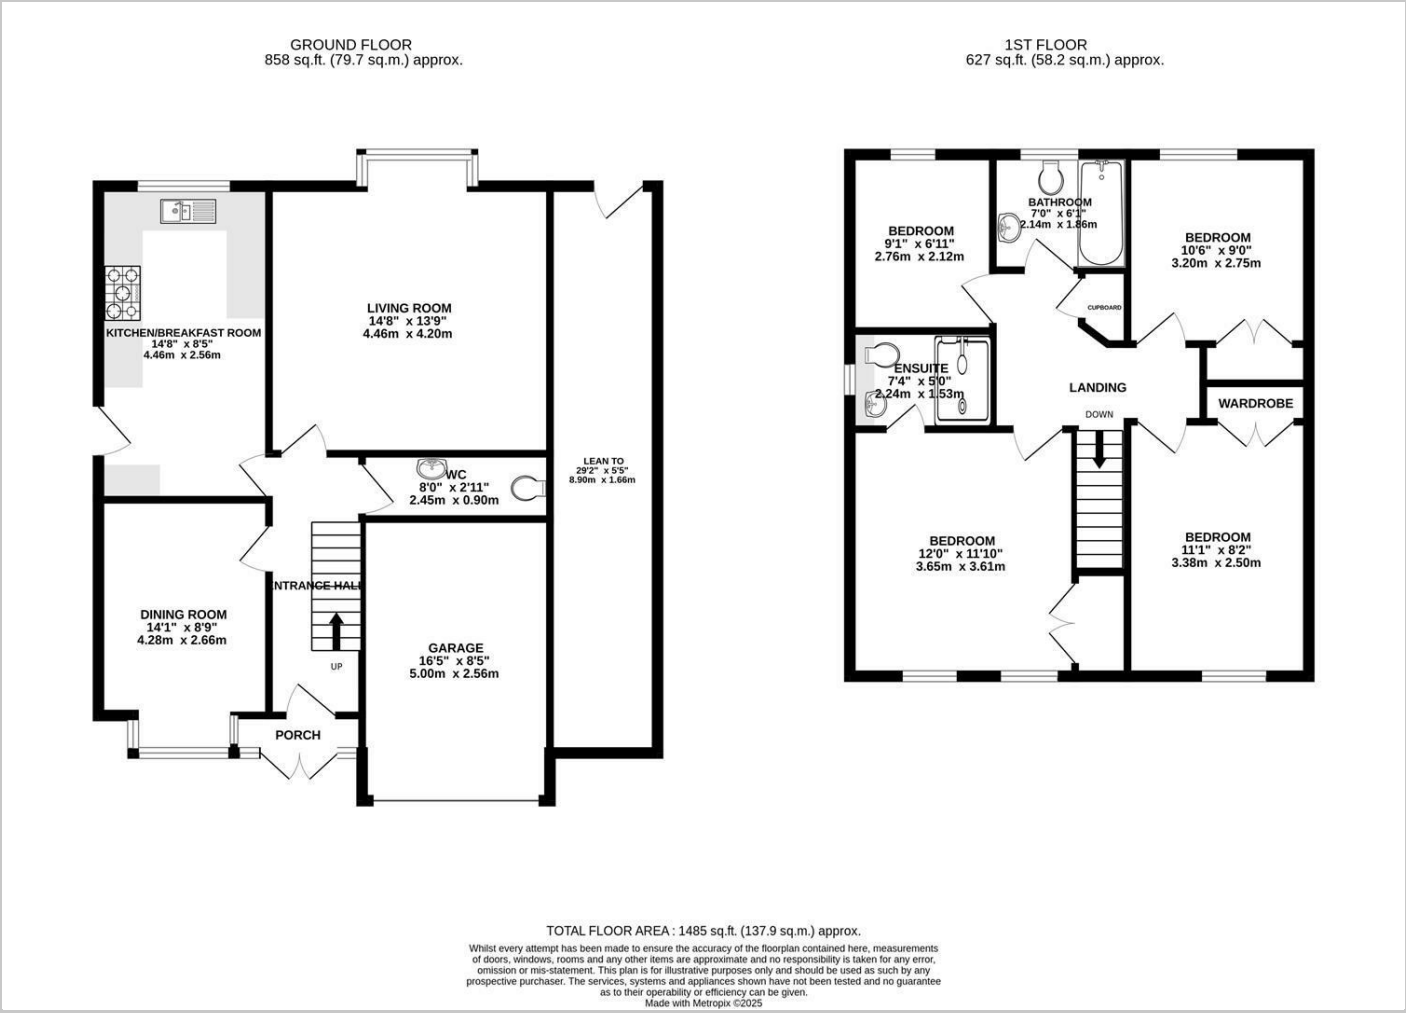 GROUND FLOOR
858 sq.ft. (79.7 sq.m.) approx.
1ST FLOOR
627 sq.ft. (58.2 sq.m.) approx.
KITCHEN/BREAKFAST ROOM
14'8" x 8'5"
4.46m x 2.56m
LIVING ROOM
14'8" x 13'9"
4.46m x 4.20m
LEAN TO
29'2" x 5'5"
8.90m x 1.66m
WC
8'0" x 2'11"
2.45m x 0.90m
DINING ROOM
14'1" x 8'9"
4.28m x 2.66m
ENTRANCE HALL
UP
GARAGE
16'5" x 8'5"
5.00m x 2.56m
PORCH
BEDROOM
9'1" x 6'11"
2.76m x 2.12m
BATHROOM
7'0" x 6'1"
2.14m x 1.86m
BEDROOM
10'6" x 9'0"
3.20m x 2.75m
CUPBOARD
ENSUITE
7'4" x 5'0"
2.24m x 1.53m
LANDING
DOWN
WARDROBE
BEDROOM
12'0" x 11'10"
3.65m x 3.61m
BEDROOM
11'1" x 8'2"
3.38m x 2.50m
TOTAL FLOOR AREA : 1485 sq.ft. (137.9 sq.m.) approx.
Whilst every attempt has been made to ensure the accuracy of the floorplan contained here, measurements
of doors, windows, rooms and any other items are approximate and no responsibility is taken for any error,
omission or mis-statement. This plan is for illustrative purposes only and should be used as such by any
prospective purchaser. The services, systems and appliances shown have not been tested and no guarantee
as to their operability or efficiency can be given.
Made with Metropix ©2025